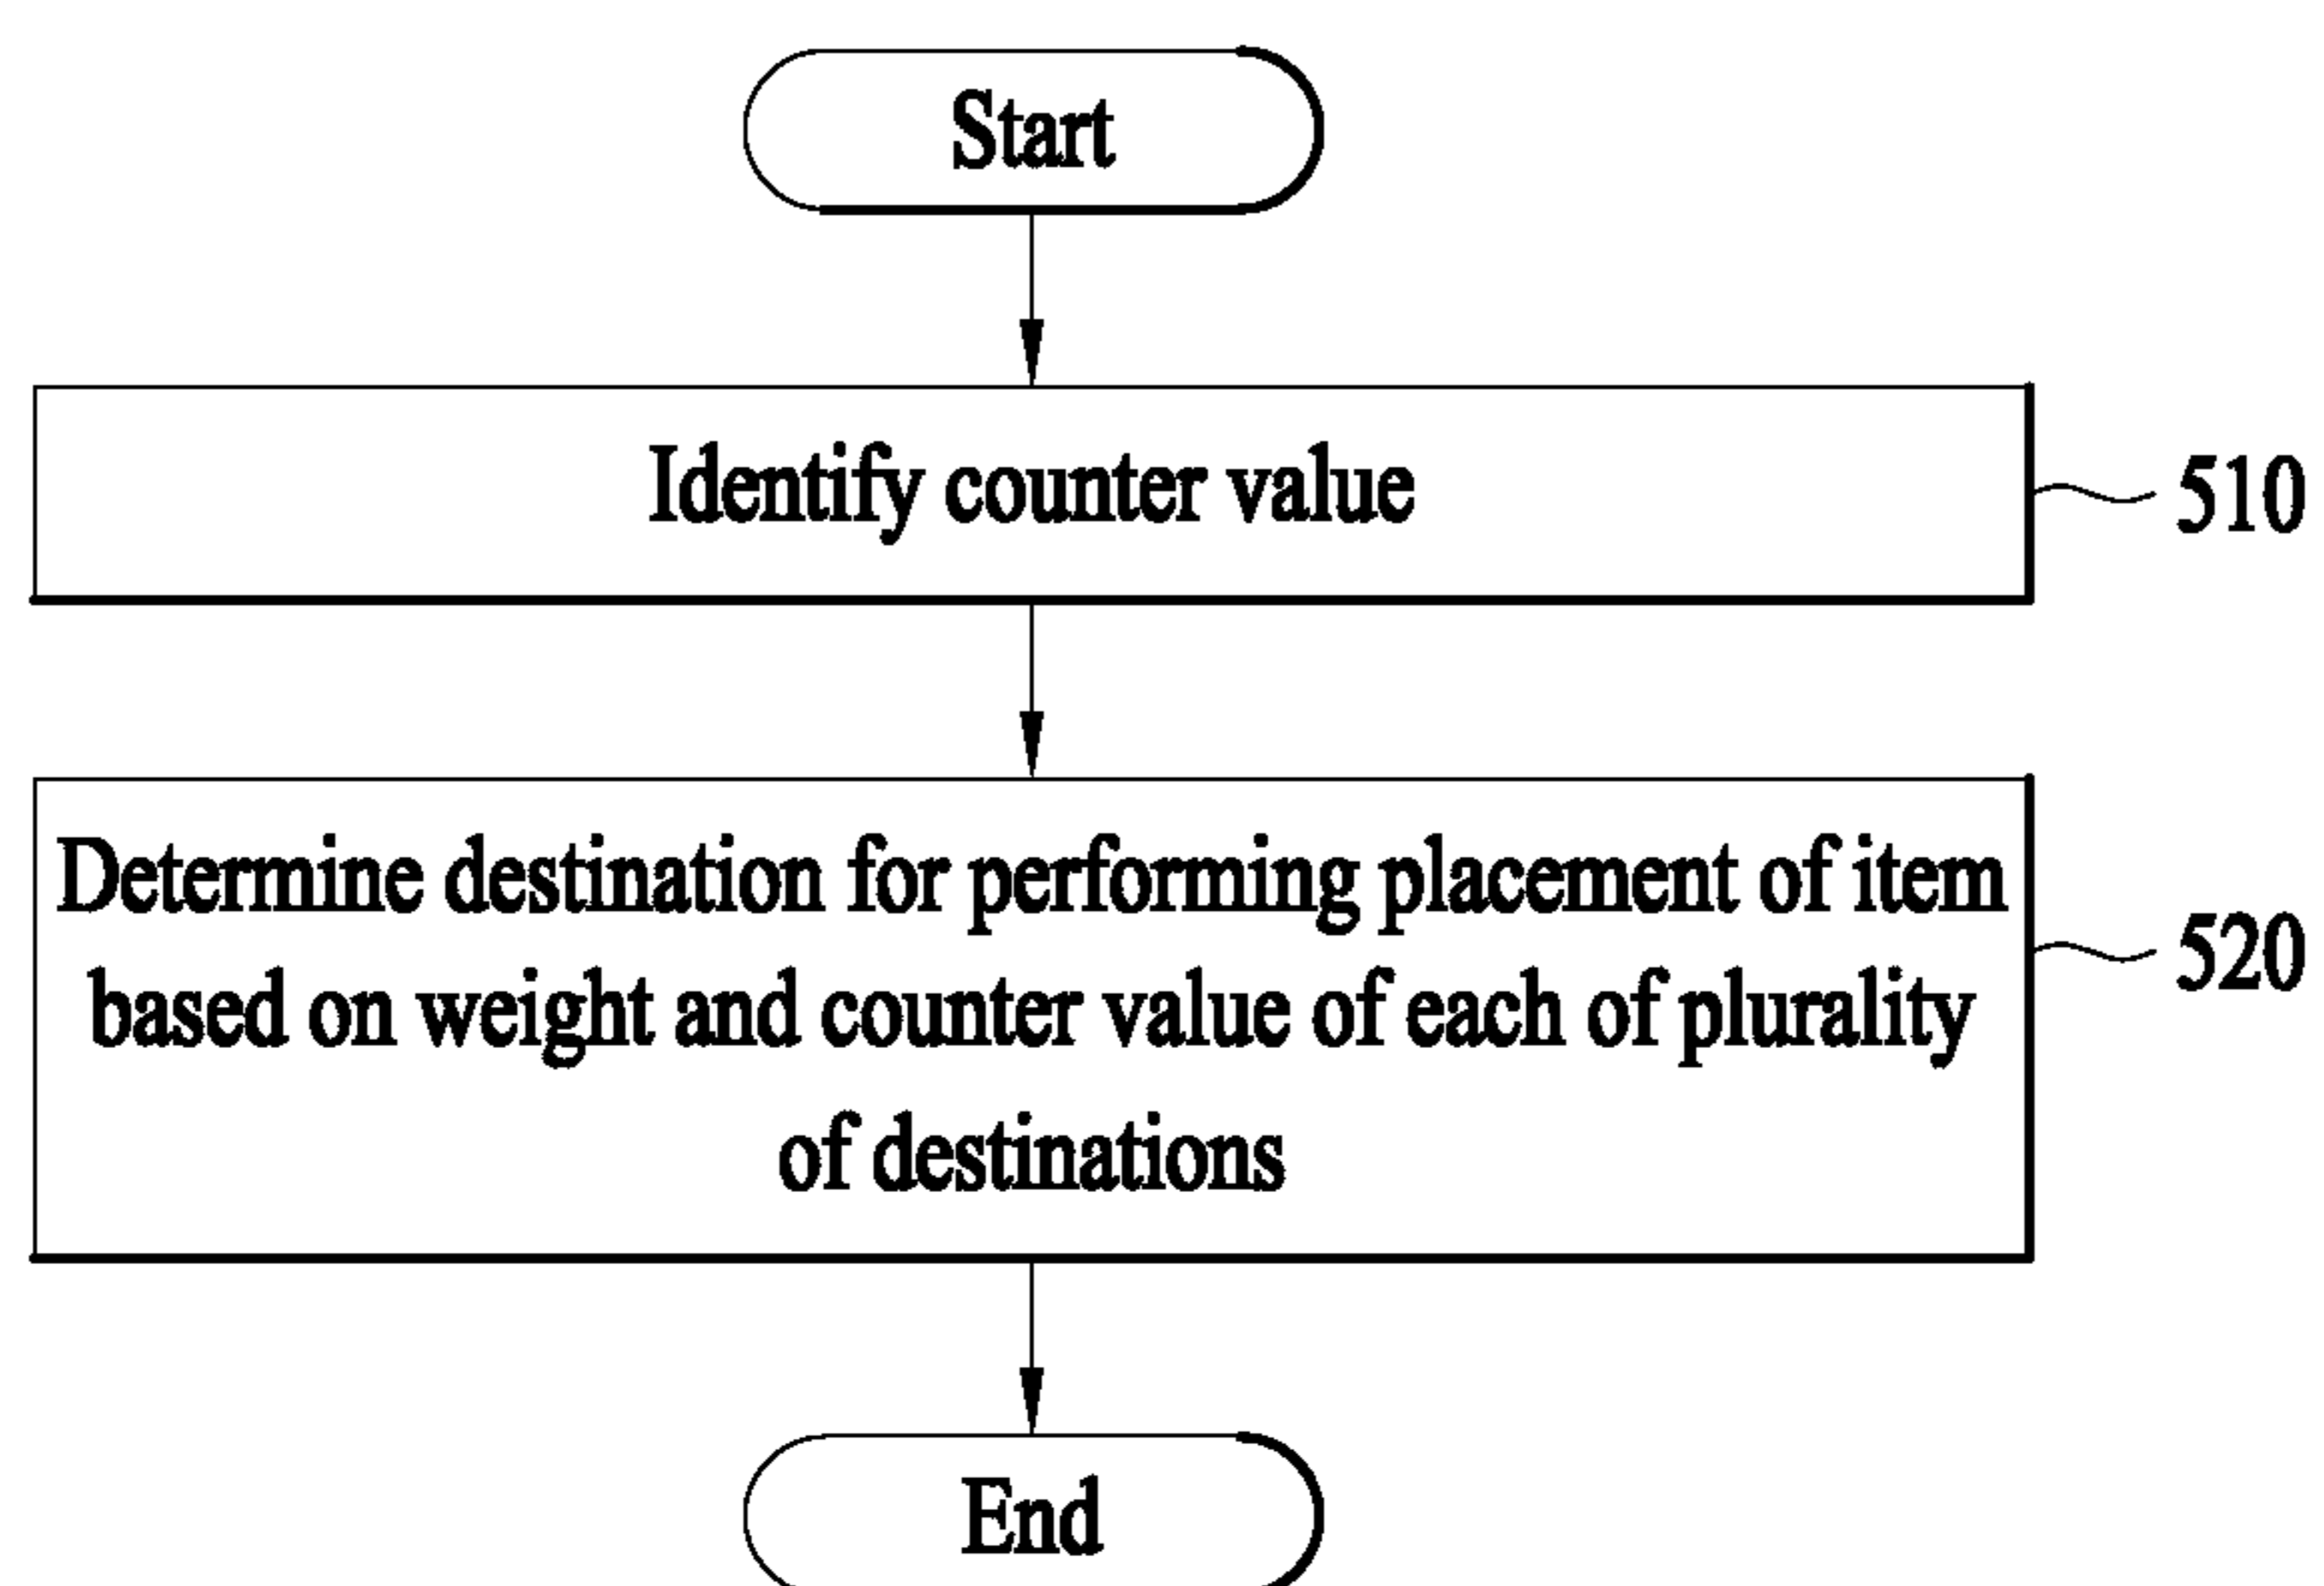 Start
Identify counter value
510
Determine destination for performing placement of item
based on weight and counter value of each of plurality
of destinations
520
End